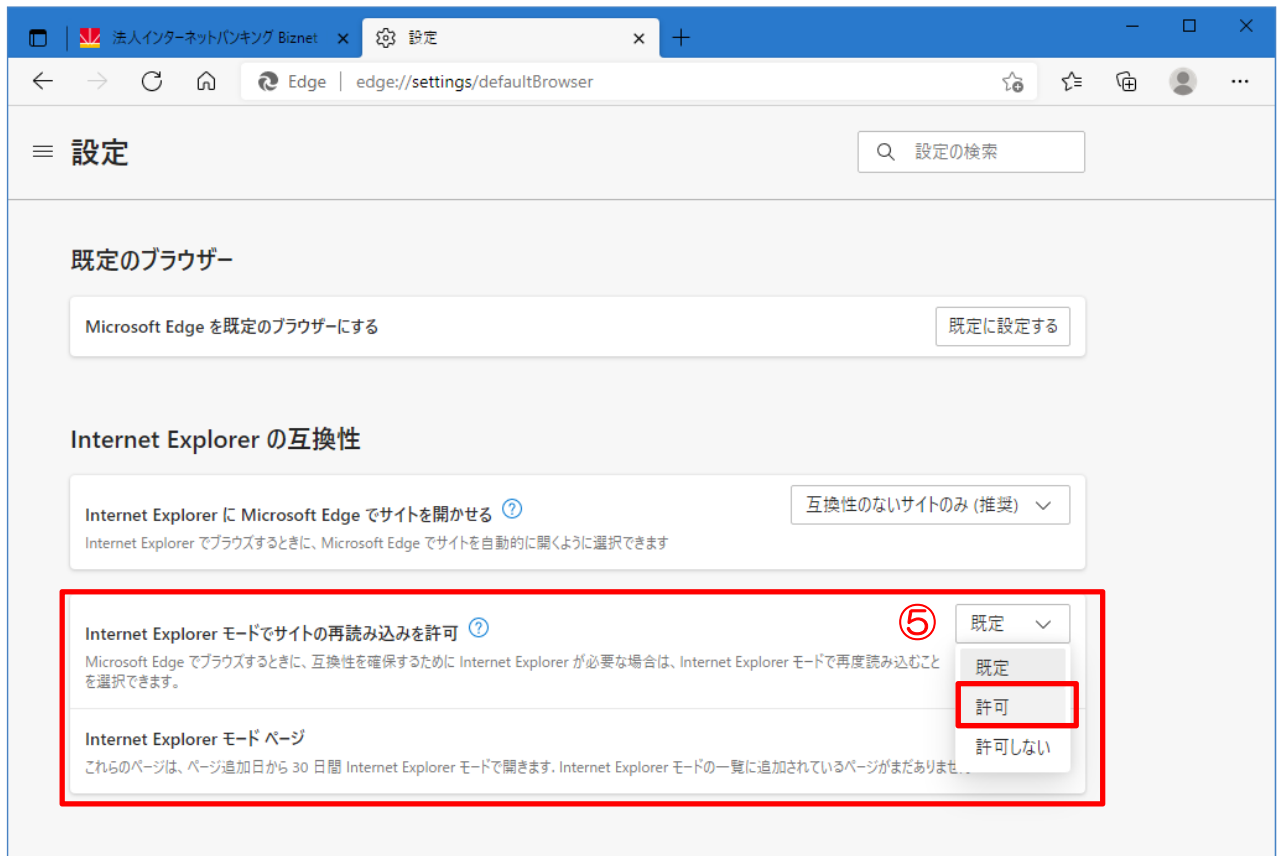 法人インターネットバンキング Biznet
設定
Edge
edge://settings/defaultBrowser
設定
設定の検索
既定のブラウザー
Microsoft Edge を既定のブラウザーにする
既定に設定する
Internet Explorer の互換性
Internet Explorer に Microsoft Edge でサイトを開かせる
互換性のないサイトのみ (推奨)
Internet Explorer でブラウズするときに、Microsoft Edge でサイトを自動的に開くように選択できます
Internet Explorer モードでサイトの再読み込みを許可
⑤
既定
Microsoft Edge でブラウズするときに、互換性を確保するために Internet Explorer が必要な場合は、Internet Explorer モードで再度読み込むこと
を選択できます。
既定
許可
許可しない
Internet Explorer モード ページ
これらのページは、ページ追加日から 30 日間 Internet Explorer モードで開きます. Internet Explorer モードの一覧に追加されているページがまだありません